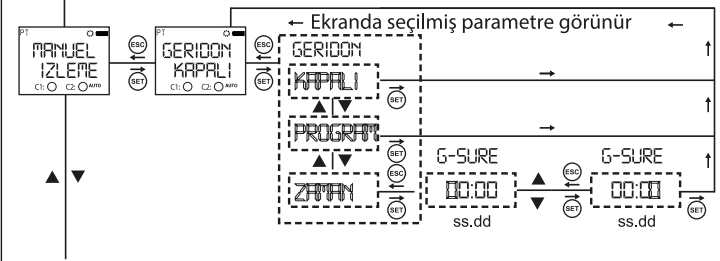 ← Ekranda seçilmiş parametre görünür ←
PT
MANUEL
IZLEME
C1: C2: AUTO
ESC
SET
PT
GERIDON
KAPALI
C1: C2: AUTO
ESC
SET
GERIDON
KAPALI
SET
PROGRAM
SET
ESC
ZAMAN
SET
G-SURE
00:00
ss.dd
ESC
SET
G-SURE
00:00
ss.dd
SET